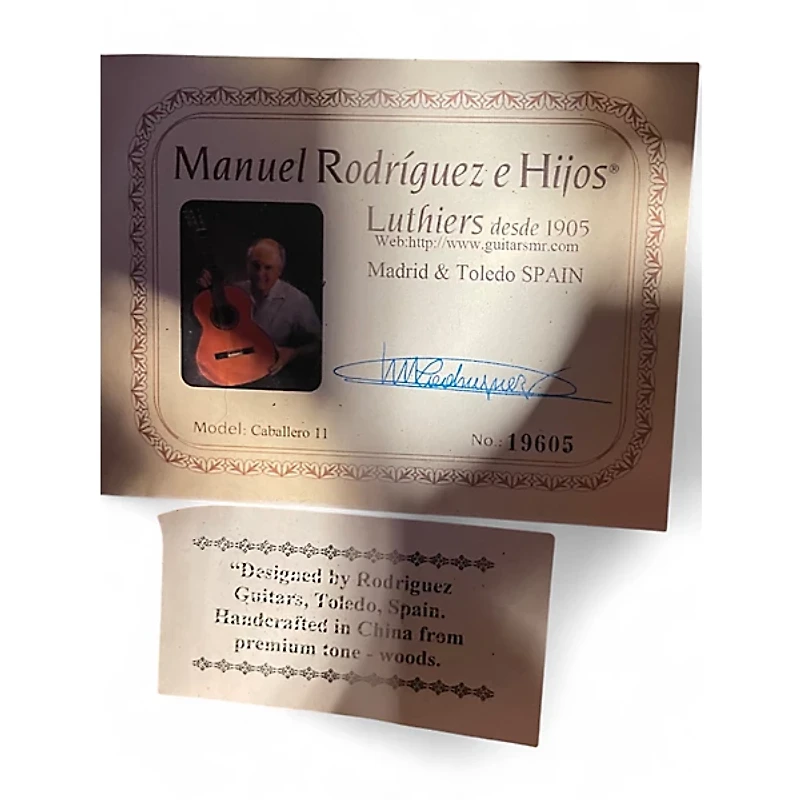 Manuel Rodríguez e Hijos®
Luthiers desde 1905
Web:http://www.guitarsmr.com
Madrid & Toledo SPAIN
Model: Caballero 11
No.: 19605
"Designed by Rodriguez
Guitars, Toledo, Spain.
Handcrafted in China from
premium tone - woods.